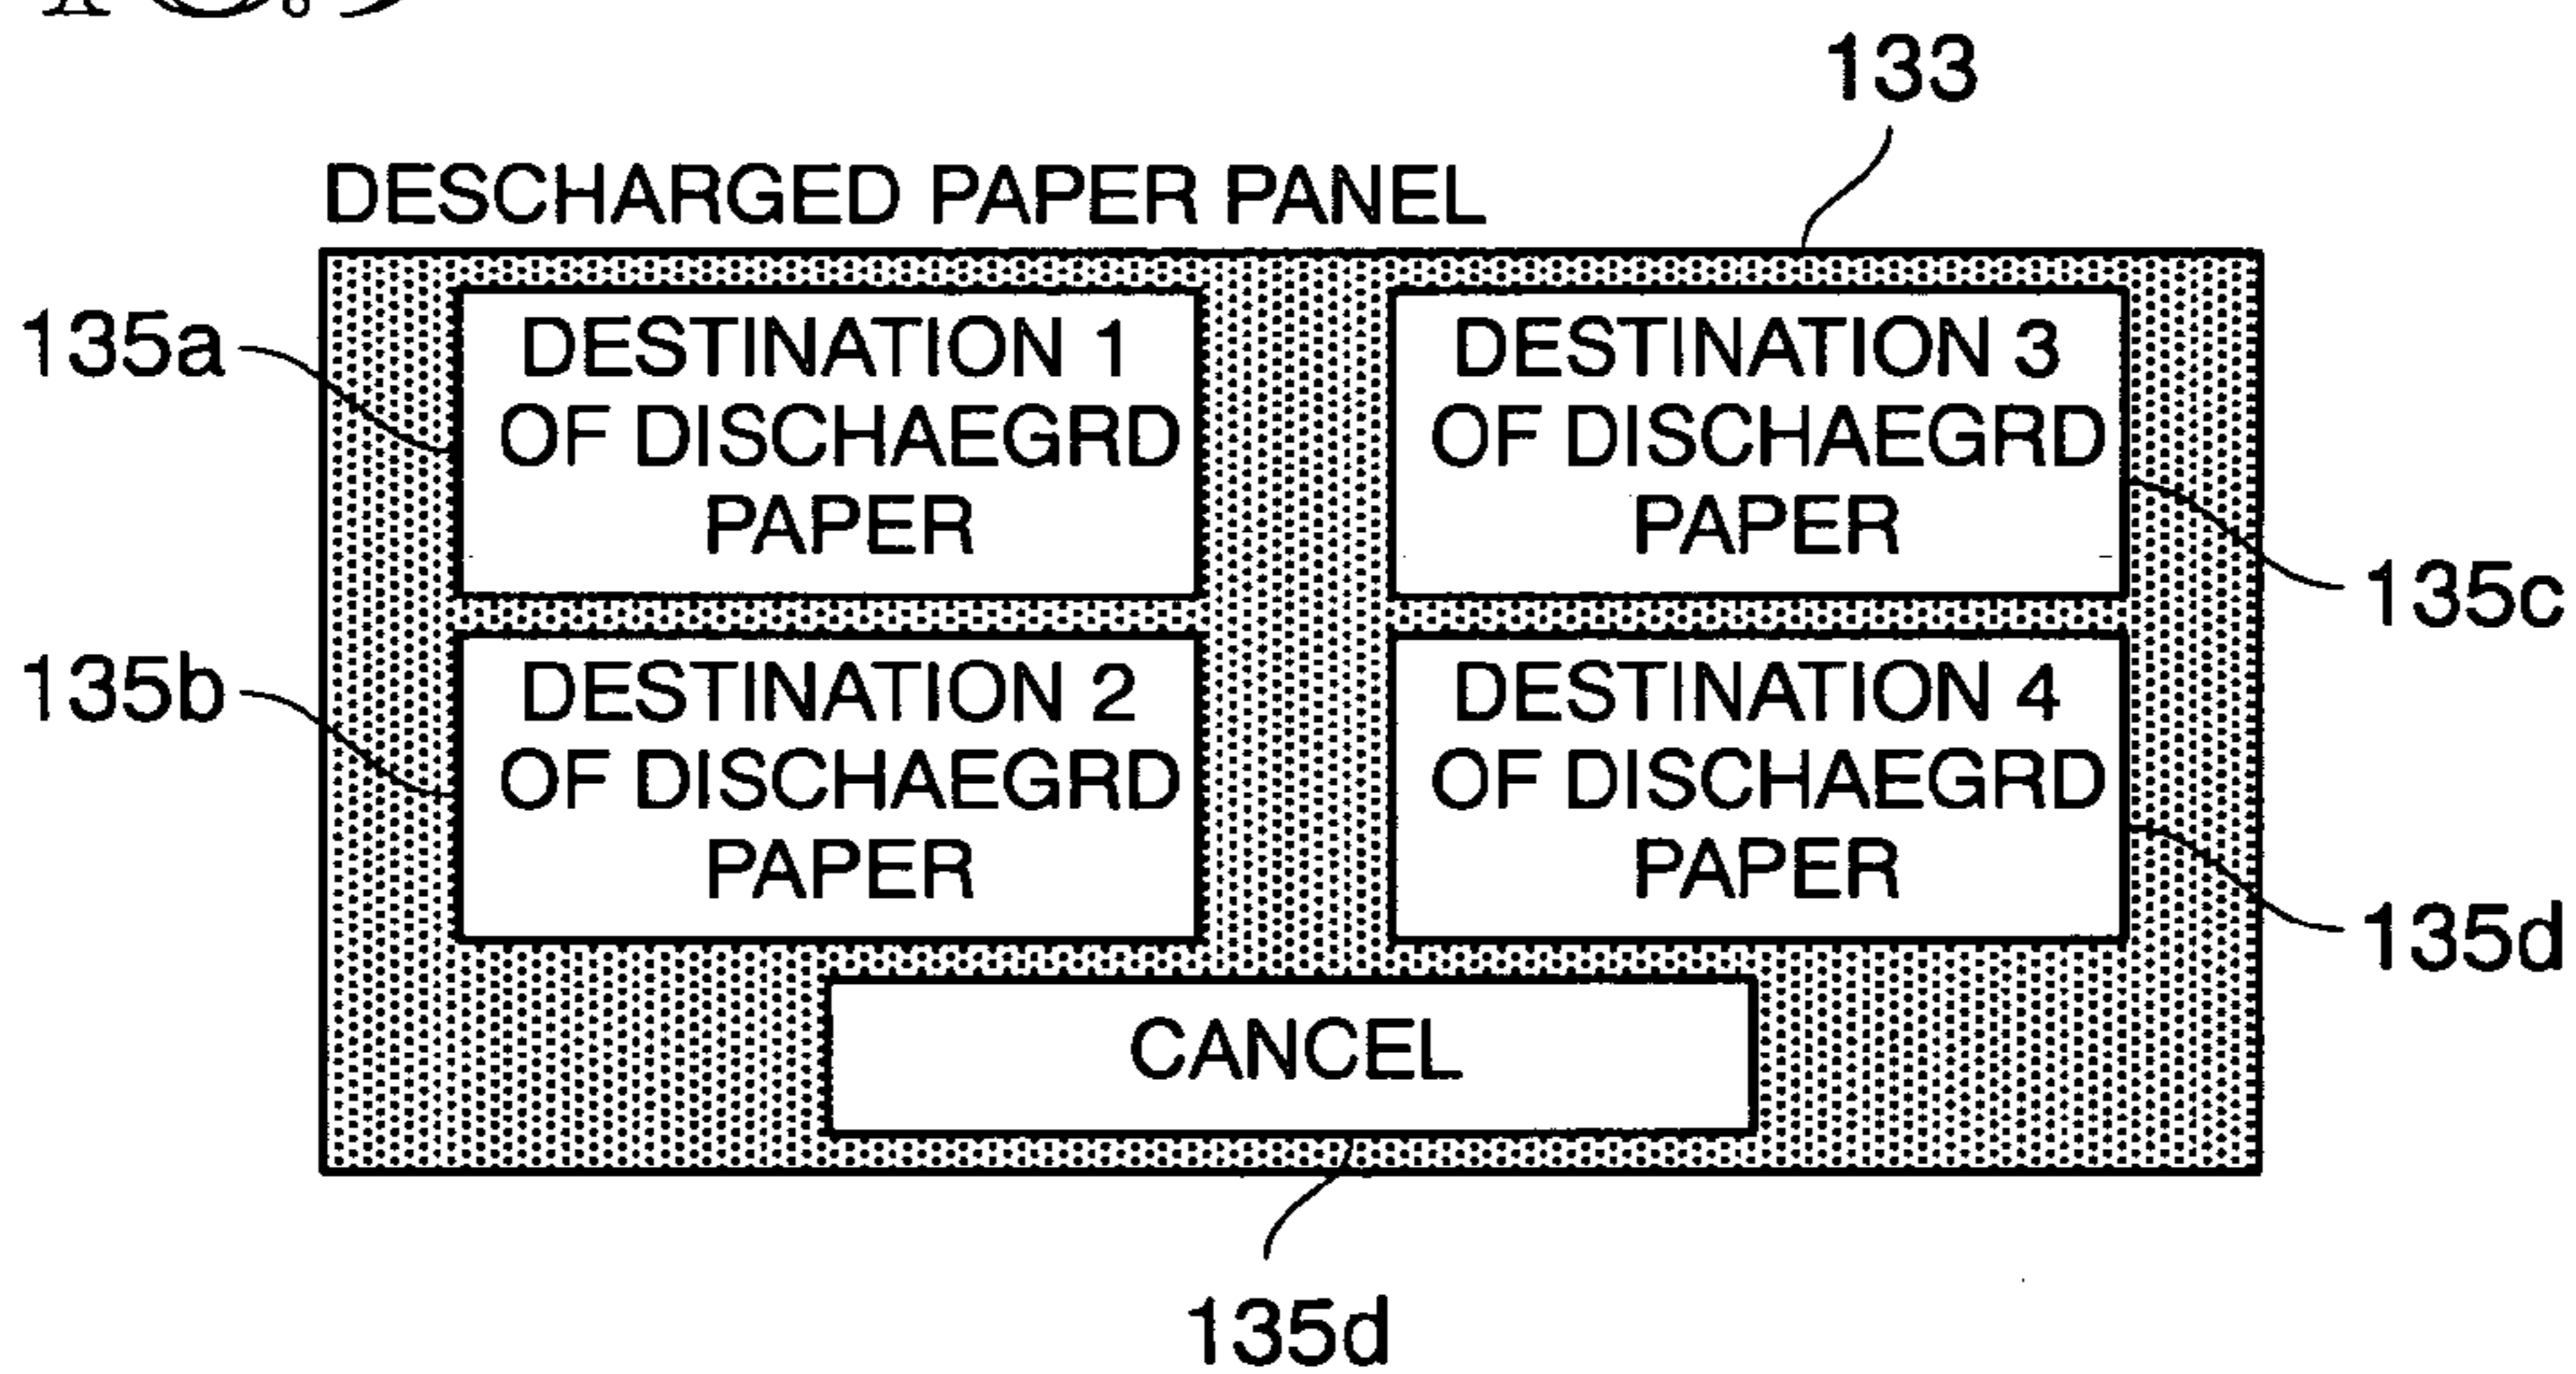 133
DESCHARGED PAPER PANEL
135a
DESTINATION 1
OF DISCHAEGRD
PAPER
DESTINATION 3
OF DISCHAEGRD
PAPER
135c
135b
DESTINATION 2
OF DISCHAEGRD
PAPER
DESTINATION 4
OF DISCHAEGRD
PAPER
135d
CANCEL
135d